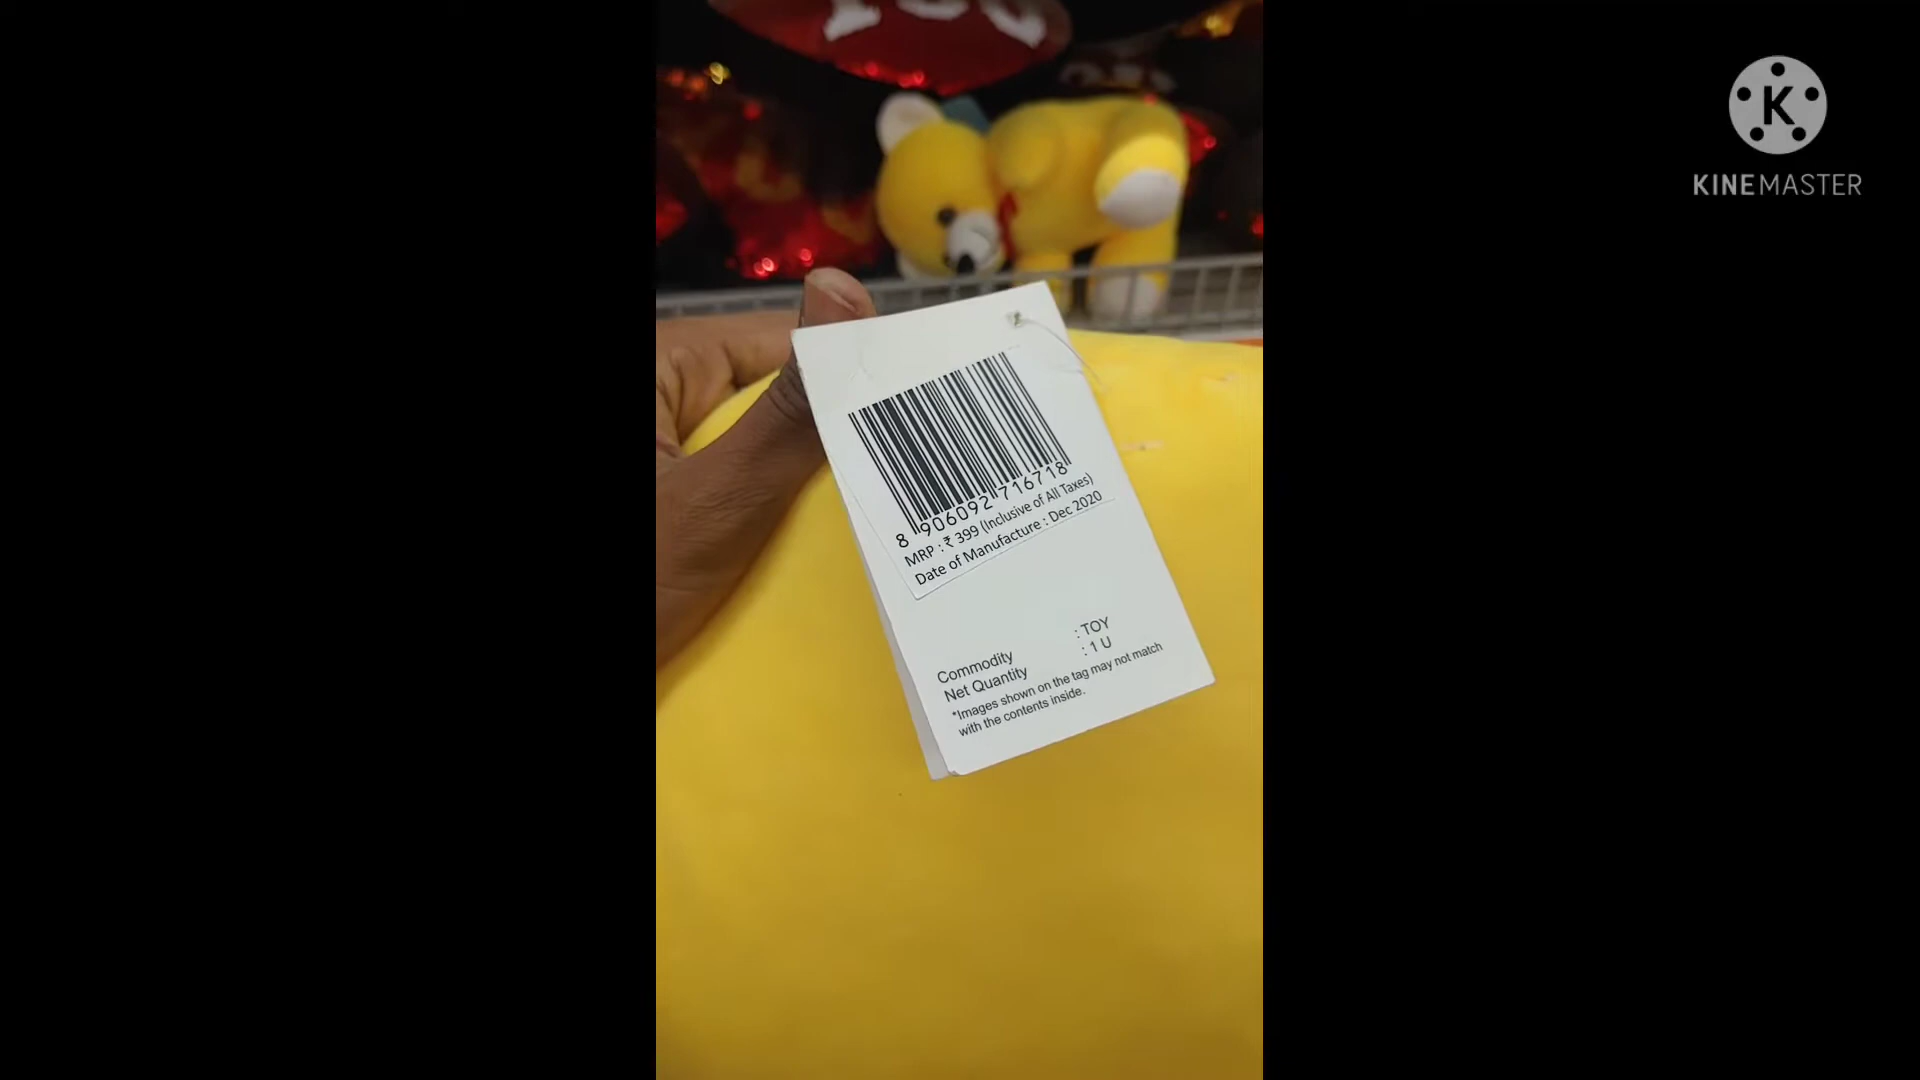 KINEMASTER
8 906092 716718
MRP : ₹ 399 (Inclusive of All Taxes)
Date of Manufacture : Dec 2020
Commodity : TOY
Net Quantity : 1 U
*Images shown on the tag may not match
with the contents inside.